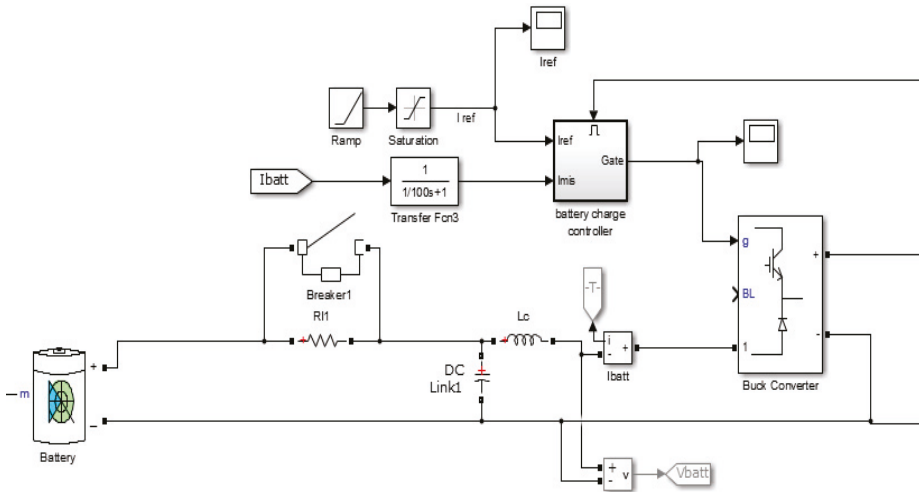 Iref
Ramp
Saturation
I ref
Iref
Gate
Imis
battery charge
controller
Ibatt
1
1/100s+1
Transfer Fcn3
g
+
BL
-
1
Buck Converter
Breaker1
Rl1
Lc
-T-
i
-
+
Ibatt
DC
Link1
m
+
–
Battery
+
-
v
Vbatt